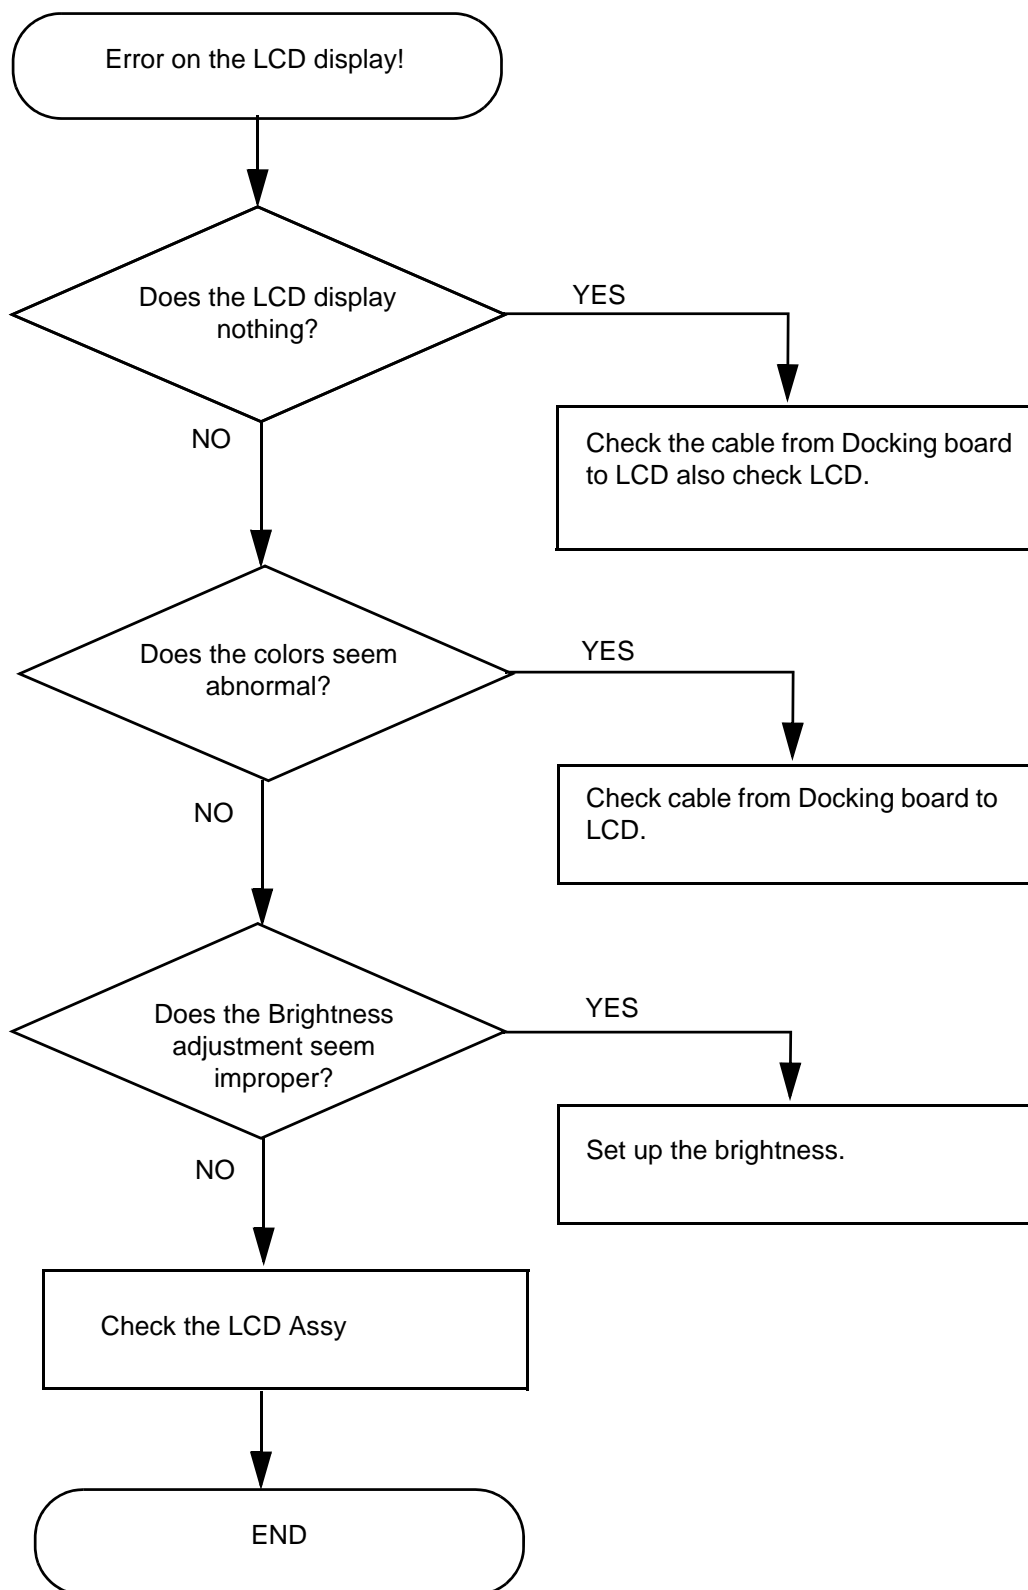 Error on the LCD display!
Does the LCD display
nothing?
YES
Check the cable from Docking board
to LCD also check LCD.
NO
Does the colors seem
abnormal?
YES
Check cable from Docking board to
LCD.
NO
Does the Brightness
adjustment seem
improper?
YES
Set up the brightness.
NO
Check the LCD Assy
END